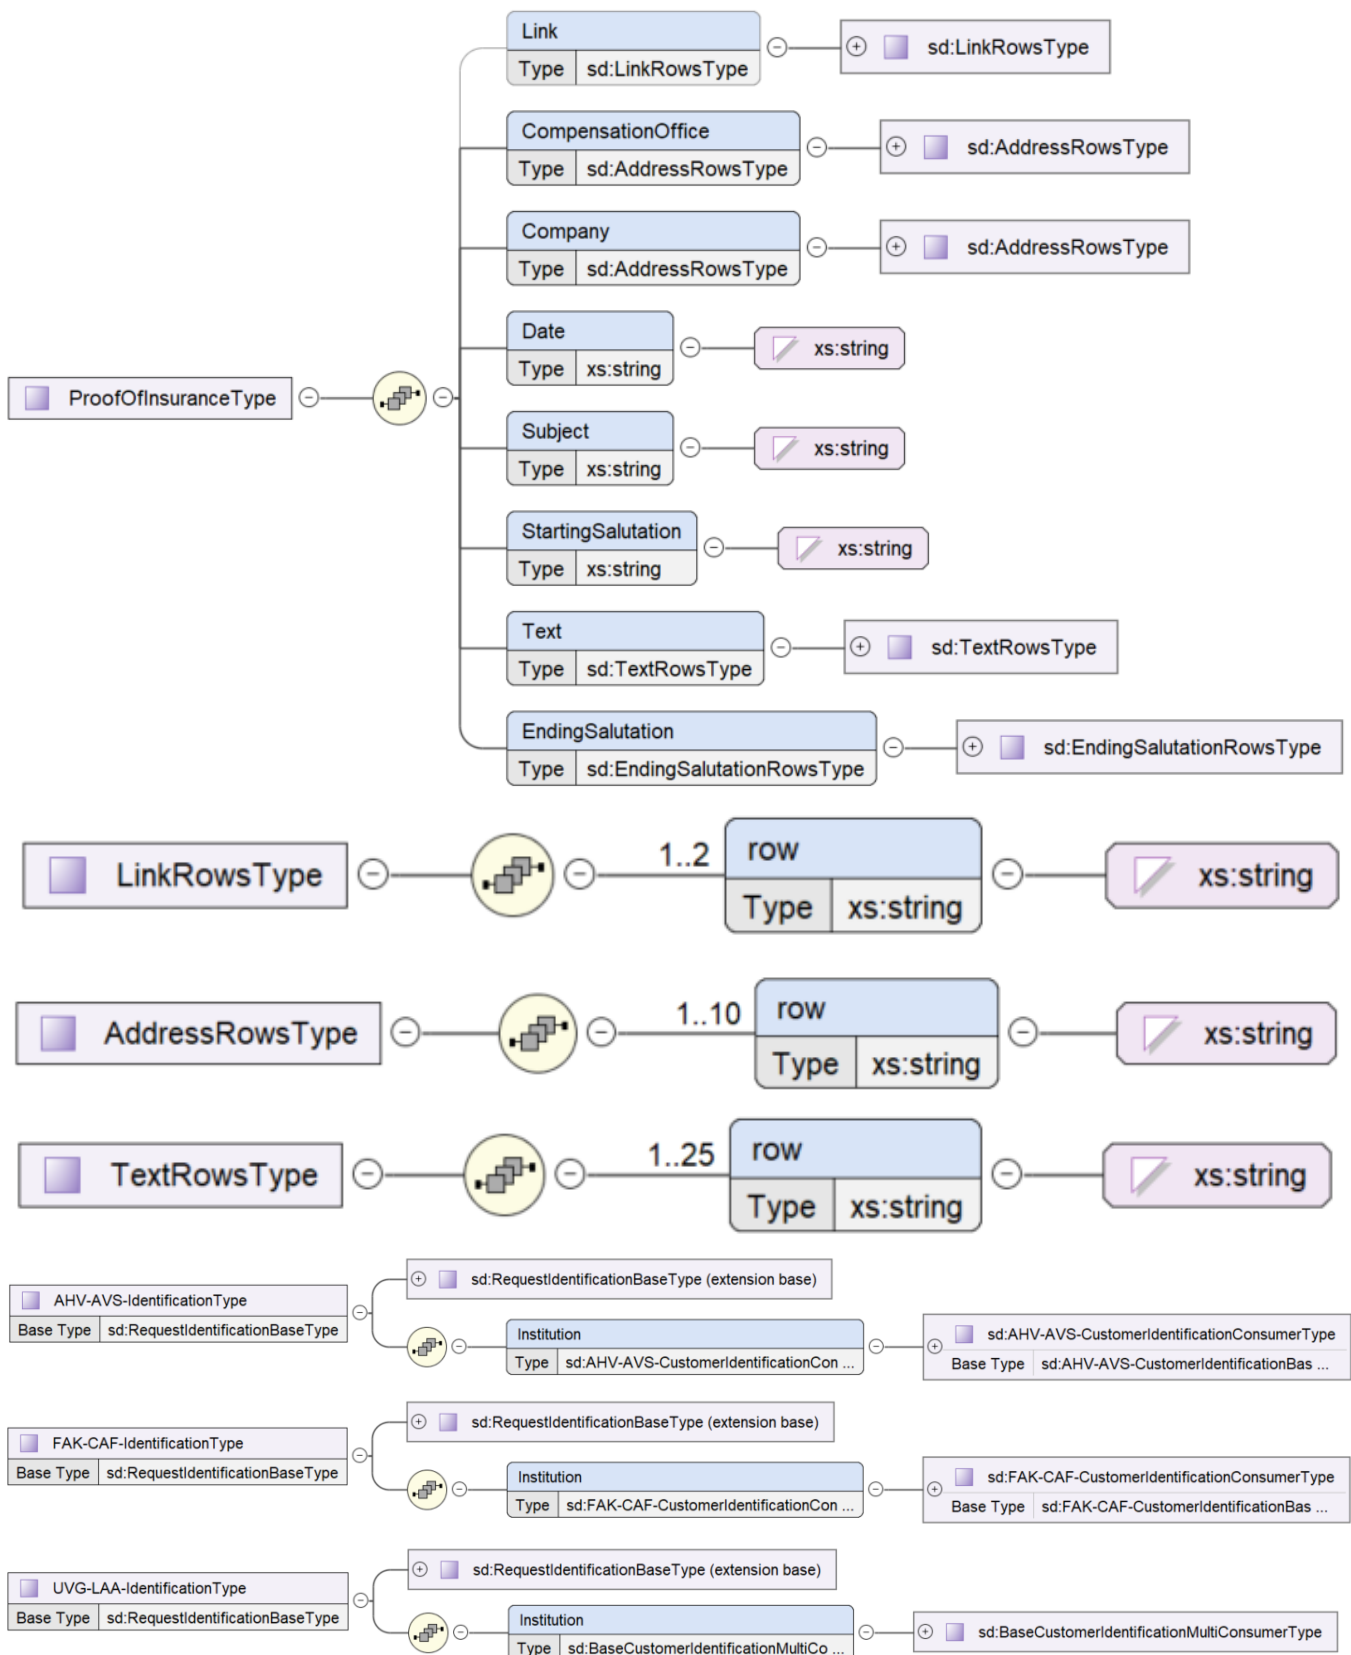 Link
Type sd:LinkRowsType
sd:LinkRowsType
CompensationOffice
Type sd:AddressRowsType
sd:AddressRowsType
Company
Type sd:AddressRowsType
sd:AddressRowsType
Date
Type xs:string
xs:string
ProofOfInsuranceType
Subject
Type xs:string
xs:string
StartingSalutation
Type xs:string
xs:string
Text
Type sd:TextRowsType
sd:TextRowsType
EndingSalutation
Type sd:EndingSalutationRowsType
sd:EndingSalutationRowsType
LinkRowsType
1..2
row
Type xs:string
xs:string
AddressRowsType
1..10
row
Type xs:string
xs:string
TextRowsType
1..25
row
Type xs:string
xs:string
AHV-AVS-IdentificationType
Base Type sd:RequestIdentificationBaseType
sd:RequestIdentificationBaseType (extension base)
Institution
Type sd:AHV-AVS-CustomerIdentificationCon ...
sd:AHV-AVS-CustomerIdentificationConsumerType
Base Type sd:AHV-AVS-CustomerIdentificationBas ...
FAK-CAF-IdentificationType
Base Type sd:RequestIdentificationBaseType
sd:RequestIdentificationBaseType (extension base)
Institution
Type sd:FAK-CAF-CustomerIdentificationCon ...
sd:FAK-CAF-CustomerIdentificationConsumerType
Base Type sd:FAK-CAF-CustomerIdentificationBas ...
UVG-LAA-IdentificationType
Base Type sd:RequestIdentificationBaseType
sd:RequestIdentificationBaseType (extension base)
Institution
Type sd:BaseCustomerIdentificationMultiCo ...
sd:BaseCustomerIdentificationMultiConsumerType